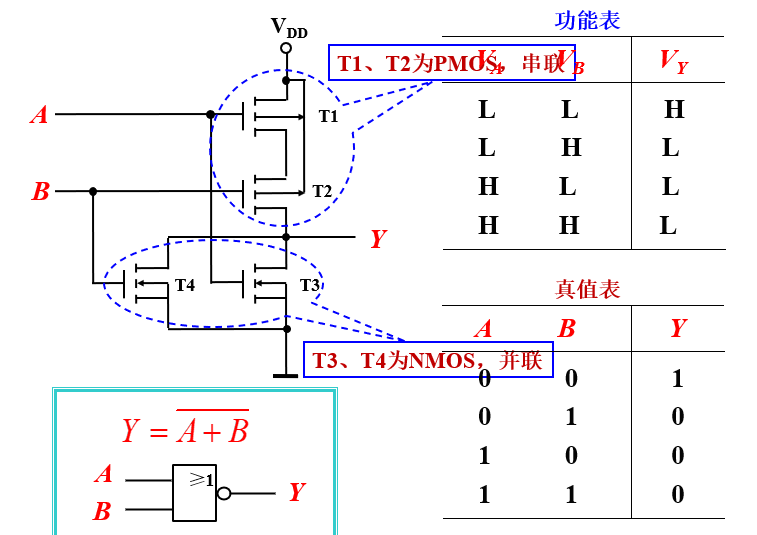 V_DD
T1、T2为PMOS，串联
A
T1
B
T2
Y
T4
T3
T3、T4为NMOS，并联
Y = \overline{A + B}
A
≥1
B
Y
功能表
V_A V_B V_Y
L L H
L H L
H L L
H H L
真值表
A B Y
0 0 1
0 1 0
1 0 0
1 1 0